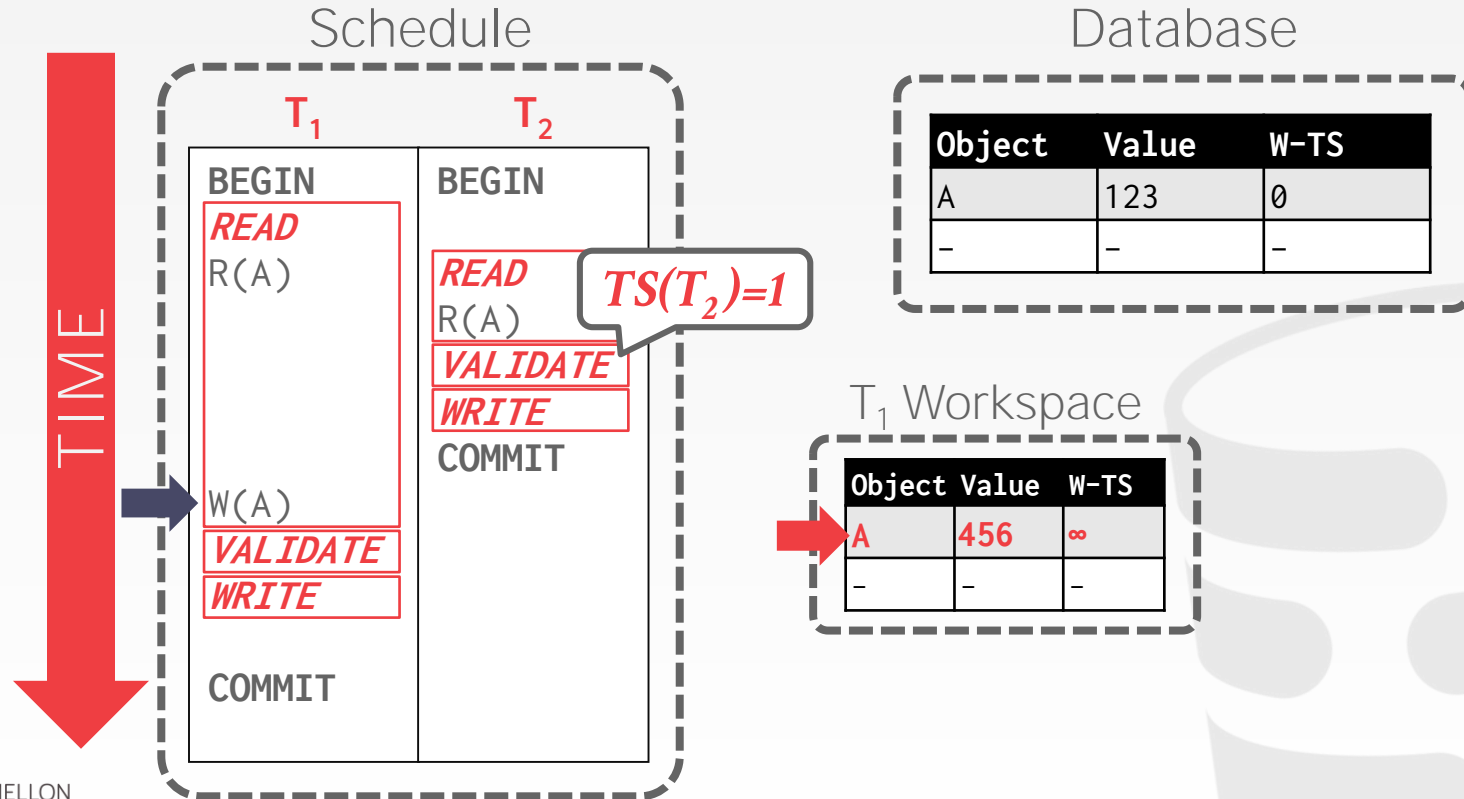 Schedule
Database
TIME
T₁ T₂
BEGIN BEGIN
READ
R(A)
READ
R(A)
TS(T₂)=1
VALIDATE
WRITE
COMMIT
W(A)
VALIDATE
WRITE
COMMIT
Object Value W-TS
A 123 0
- - -
T₁ Workspace
Object Value W-TS
A 456 ∞
- - -